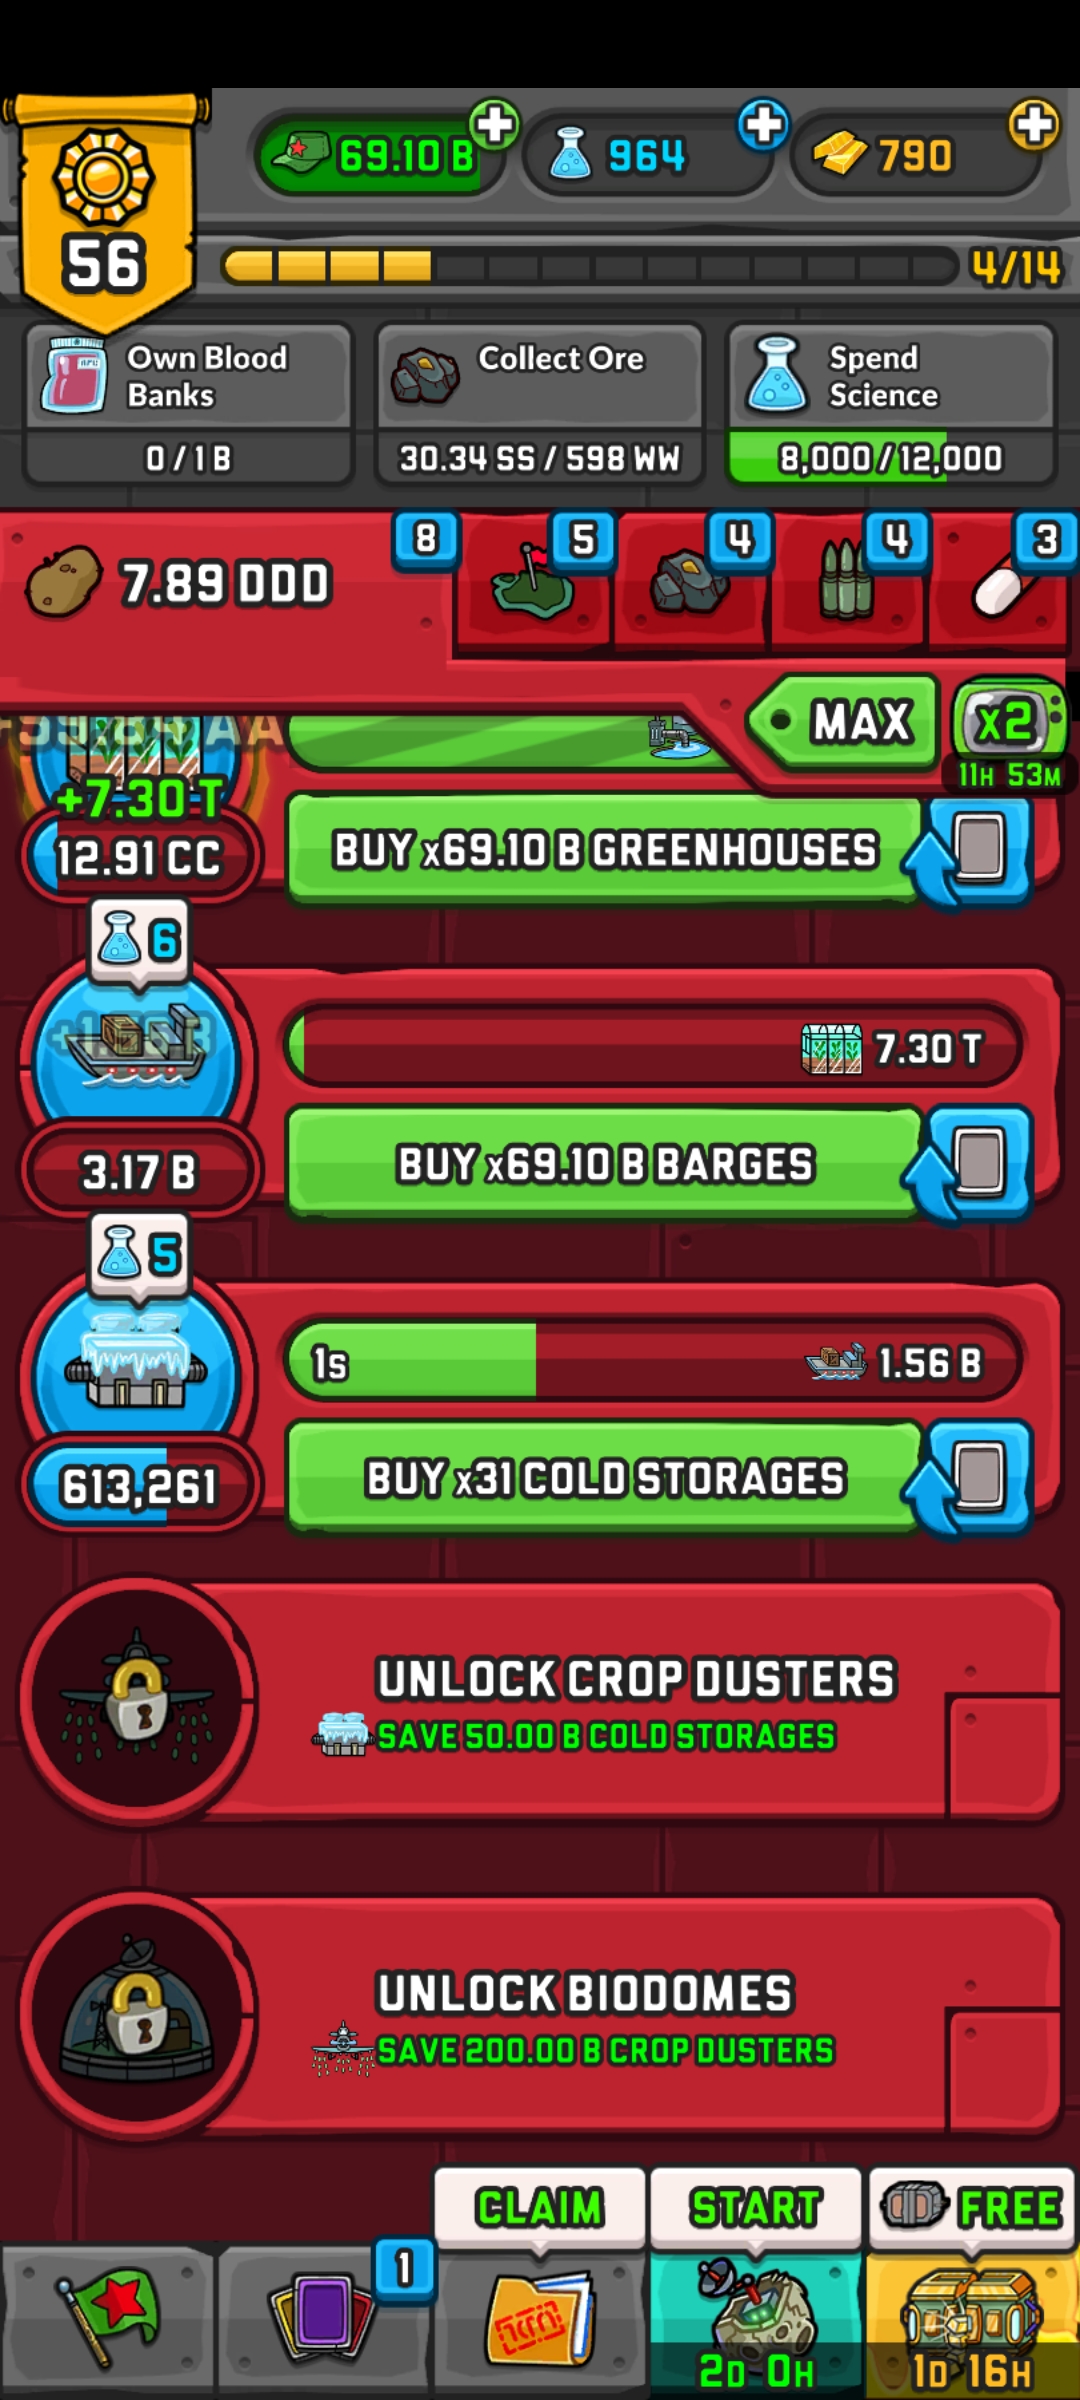 69.10 B
964
790
56
4/14
Own Blood Banks
0 / 1 B
Collect Ore
30.34 SS / 598 WW
Spend Science
8,000 / 12,000
7.89 DDD
8
5
4
4
3
MAX
x2
11H 53M
+7.30 T
12.91 CC
BUY x69.10 B GREENHOUSES
6
7.30 T
3.17 B
BUY x69.10 B BARGES
5
1s
1.56 B
613,261
BUY x31 COLD STORAGES
UNLOCK CROP DUSTERS
SAVE 50.00 B COLD STORAGES
UNLOCK BIODOMES
SAVE 200.00 B CROP DUSTERS
CLAIM
START
FREE
1
2D 0H
1D 16H